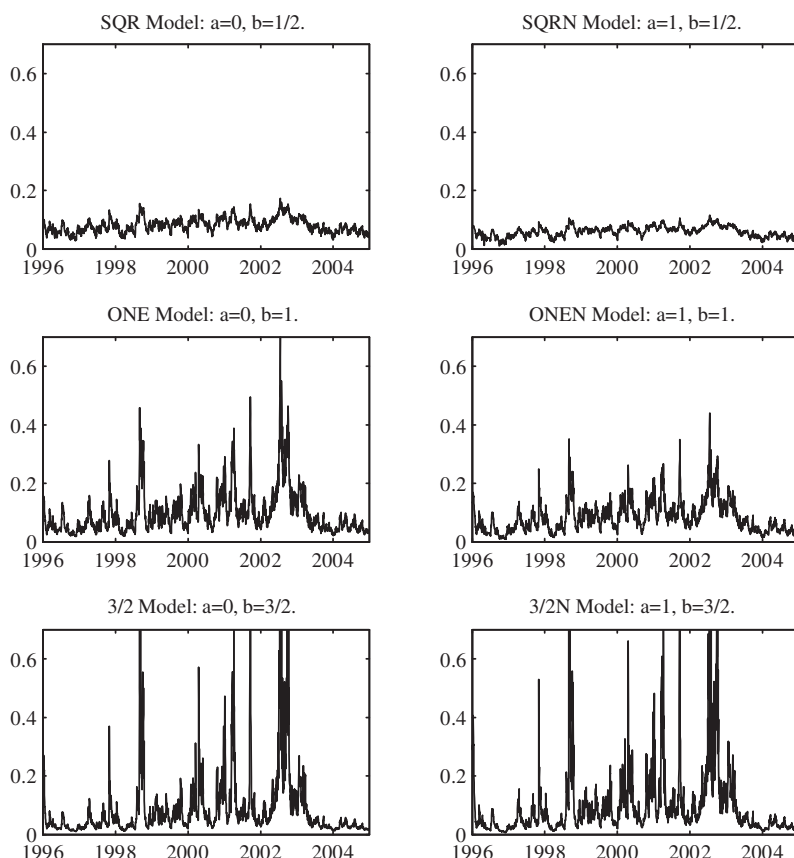 SQR Model: a=0, b=1/2.
0.6
0.4
0.2
0
1996 1998 2000 2002 2004
SQRN Model: a=1, b=1/2.
0.6
0.4
0.2
0
1996 1998 2000 2002 2004
ONE Model: a=0, b=1.
0.6
0.4
0.2
0
1996 1998 2000 2002 2004
ONEN Model: a=1, b=1.
0.6
0.4
0.2
0
1996 1998 2000 2002 2004
3/2 Model: a=0, b=3/2.
0.6
0.4
0.2
0
1996 1998 2000 2002 2004
3/2N Model: a=1, b=3/2.
0.6
0.4
0.2
0
1996 1998 2000 2002 2004